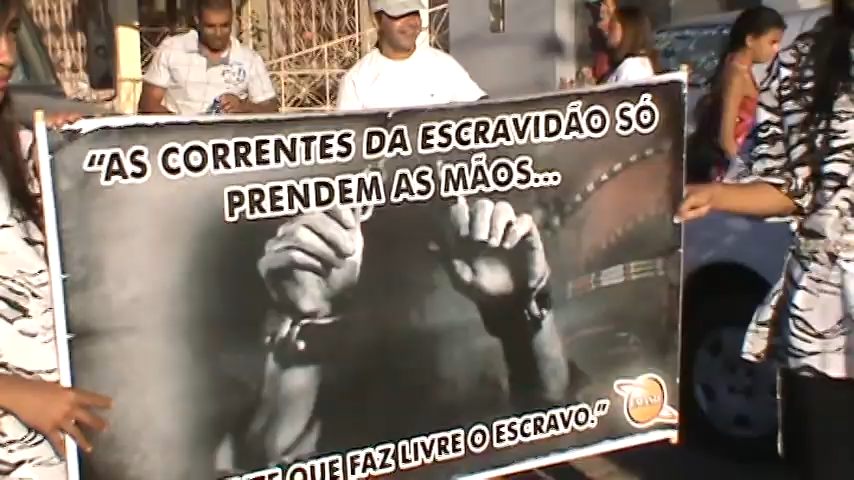 “AS CORRENTES DA ESCRAVIDÃO SÓ
PRENDEM AS MÃOS...
QUE FAZ LIVRE O ESCRAVO.”